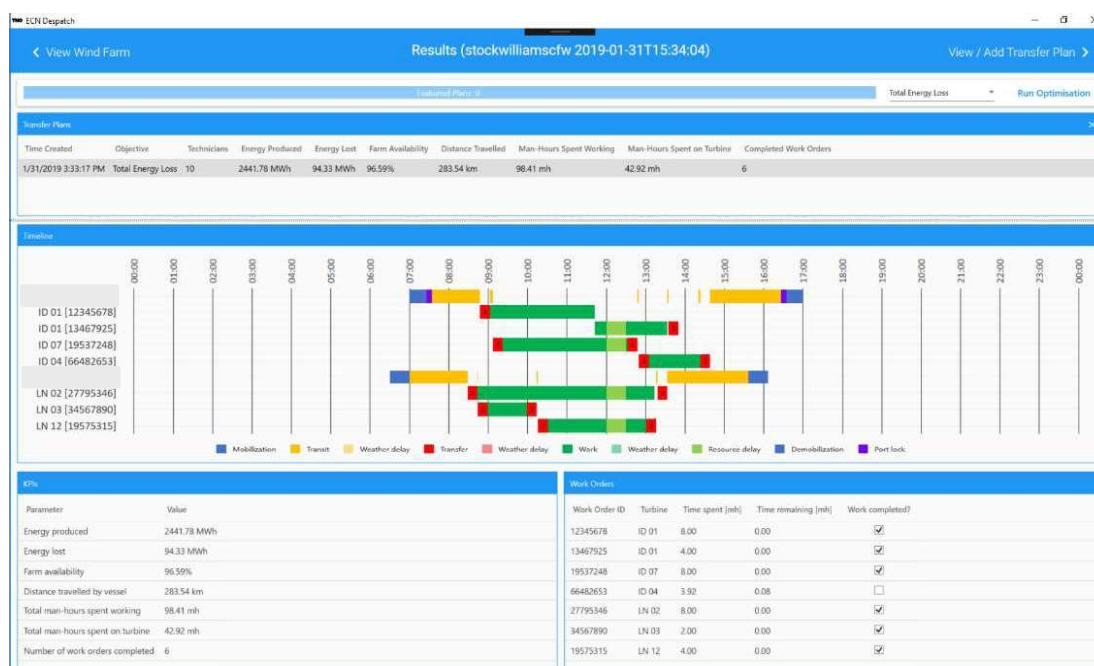 TNO ECN Despatch
View Wind Farm Results (stockwilliamscfw 2019-01-31T15:34:04) View / Add Transfer Plan
Featured Plans: 0 Total Energy Loss Run Optimisation
Transfer Plans
Time Created Objective Technicians Energy Produced Energy Lost Farm Availability Distance Travelled Man-Hours Spent Working Man-Hours Spent on Turbine Completed Work Orders
1/31/2019 3:33:17 PM Total Energy Loss 10 2441.78 MWh 94.33 MWh 96.59% 283.54 km 98.41 mh 42.92 mh 6
Timeline
00:00 01:00 02:00 03:00 04:00 05:00 06:00 07:00 08:00 09:00 10:00 11:00 12:00 13:00 14:00 15:00 16:00 17:00 18:00 19:00 20:00 21:00 22:00 23:00 00:00
ID 01 [12345678]
ID 01 [13467925]
ID 07 [19537248]
ID 04 [66482653]
LN 02 [27795346]
LN 03 [34567890]
LN 12 [19575315]
Mobilization Transit Weather delay Transfer Weather delay Work Weather delay Resource delay Demobilization Port lock
KPIs
Parameter Value
Energy produced 2441.78 MWh
Energy lost 94.33 MWh
Farm availability 96.59%
Distance travelled by vessel 283.54 km
Total man-hours spent working 98.41 mh
Total man-hours spent on turbine 42.92 mh
Number of work orders completed 6
Work Orders
Work Order ID Turbine Time spent [mh] Time remaining [mh] Work completed?
12345678 ID 01 8.00 0.00
13467925 ID 01 4.00 0.00
19537248 ID 07 8.00 0.00
66482653 ID 04 3.92 0.08
27795346 LN 02 8.00 0.00
34567890 LN 03 2.00 0.00
19575315 LN 12 4.00 0.00